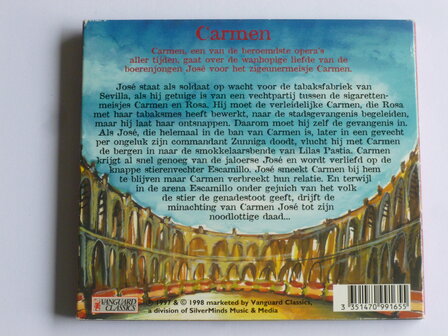 Carmen
Carmen, een van de beroemdste opera's
aller tijden, gaat over de wanhopige liefde van de
boerenjongen José voor het zigeunermeisje Carmen.
José staat als soldaat op wacht voor de tabaksfabriek van
Sevilla, als hij getuige is van een vechtpartij tussen de sigaretten-
meisjes Carmen en Rosa. Hij moet de verleidelijke Carmen, die Rosa
met haar tabaksmes heeft bewerkt, naar de stadsgevangenis begeleiden,
maar hij laat haar ontsnappen. Daarom moet hij zelf de gevangenis in.
Als José, die helemaal in de ban van Carmen is, later in een gevecht
per ongeluk zijn commandant Zunniga doodt, vlucht hij met Carmen
de bergen in naar de smokkelaarsbende van Lilas Pastia. Carmen
krijgt al snel genoeg van de jaloerse José en wordt verliefd op de
knappe stierenvechter Escamillo. José smeekt Carmen bij hem
te blijven maar Carmen verbreekt hun relatie. En terwijl
in de arena Escamillo onder gejuich van het volk
de stier de genadestoot geeft, drijft de
minachting van Carmen José tot zijn
noodlottige daad...
VANGUARD
CLASSICS
℗ 1997 & © 1998 marketed by Vanguard Classics,
a division of SilverMinds Music & Media
3 351470 991655